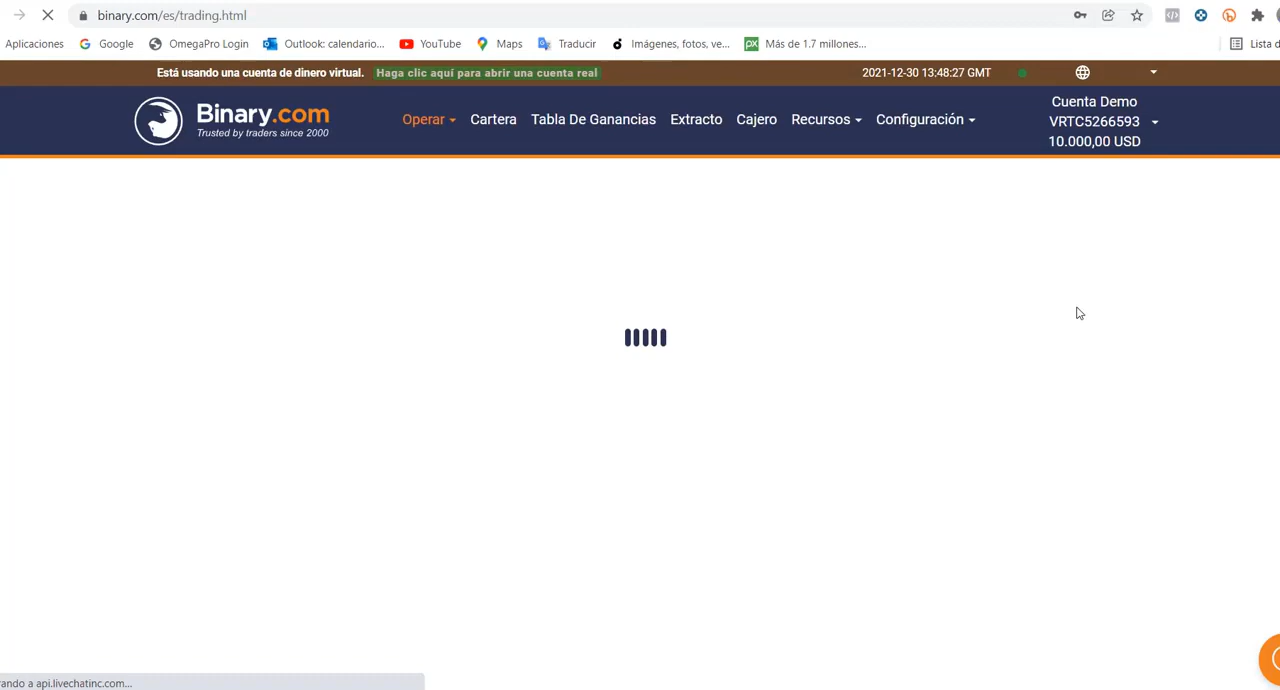 binary.com/es/trading.html
Aplicaciones Google OmegaPro Login Outlook: calendario... YouTube Maps Traducir Imágenes, fotos, ve... px Más de 1.7 millones... Lista d
Está usando una cuenta de dinero virtual. Haga clic aquí para abrir una cuenta real 2021-12-30 13:48:27 GMT
Binary.com
Trusted by traders since 2000
Operar Cartera Tabla De Ganancias Extracto Cajero Recursos Configuración
Cuenta Demo
VRTC5266593
10.000,00 USD
ando a api.livechatinc.com...